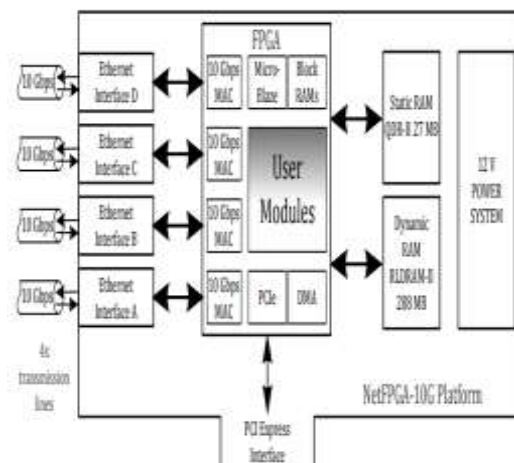 FPGA
10 Gbps
Ethernet
Interface D
10 Gbps
MAC
Micro-
Blaze
Block
RAMs
Static RAM
QDR-II 27 MB
10 Gbps
Ethernet
Interface C
10 Gbps
MAC
User
Modules
12 V
POWER
SYSTEM
10 Gbps
Ethernet
Interface B
10 Gbps
MAC
Dynamic
RAM
RLDRAM-II
288 MB
10 Gbps
Ethernet
Interface A
10 Gbps
MAC
PCIe
DMA
4x
transmission
lines
NetFPGA-10G Platform
PCI Express
Interface